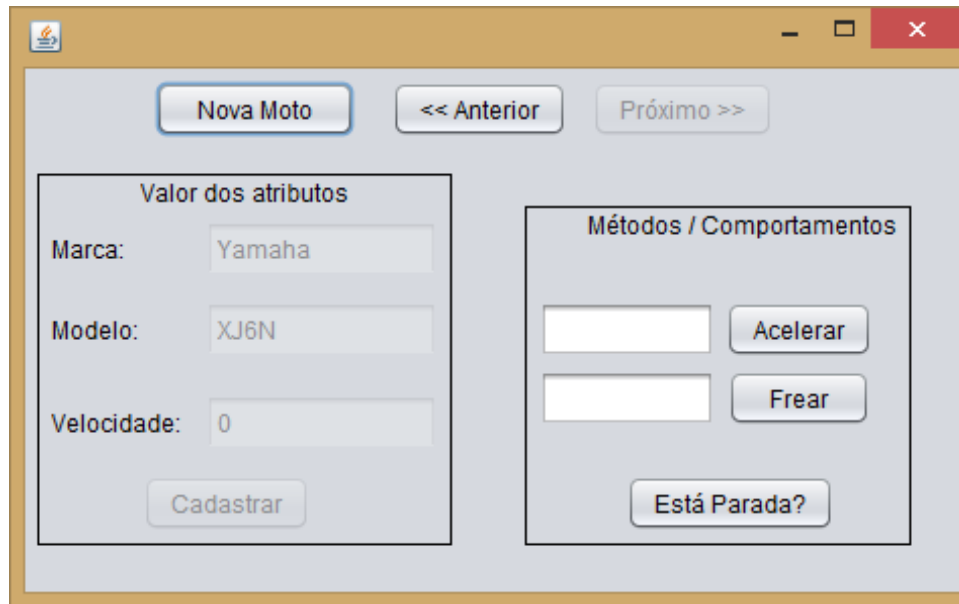 Nova Moto
<< Anterior
Próximo >>
Valor dos atributos
Marca:
Yamaha
Modelo:
XJ6N
Velocidade:
0
Cadastrar
Métodos / Comportamentos
Acelerar
Frear
Está Parada?